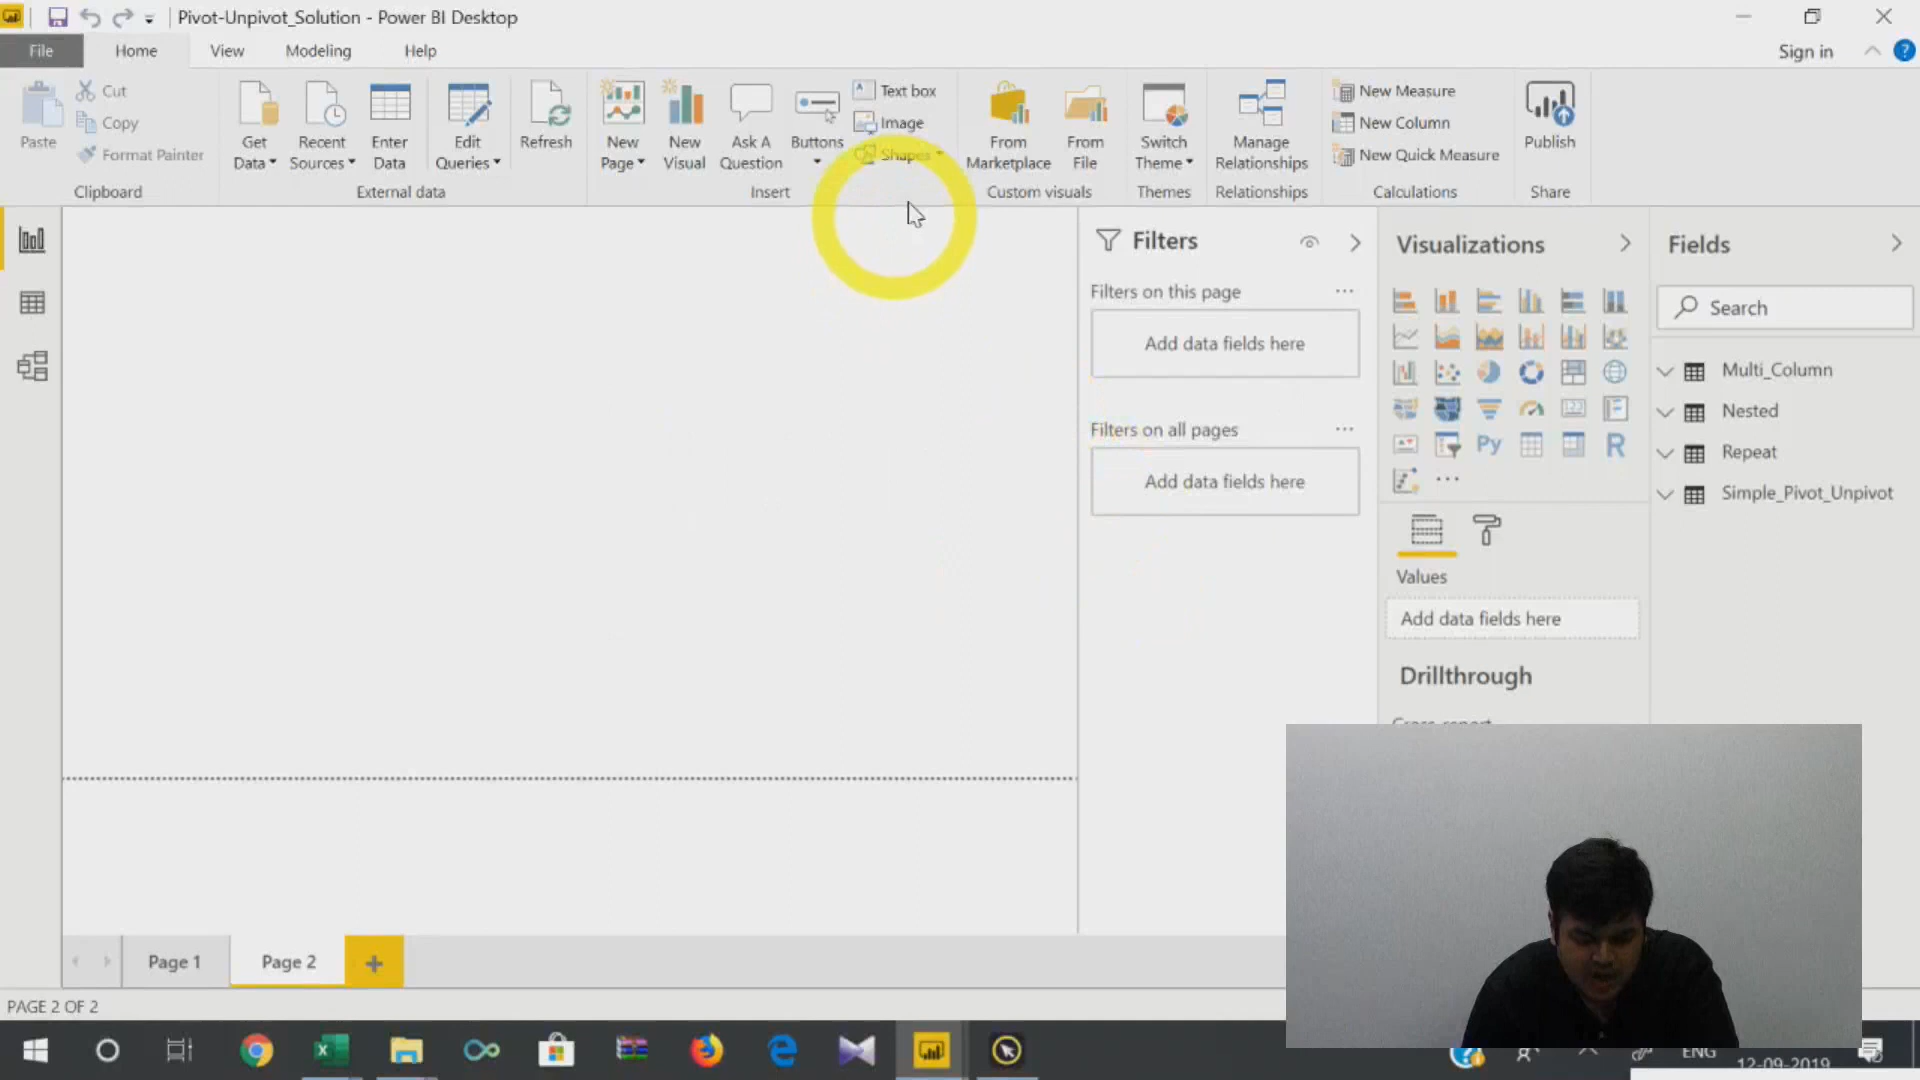 Pivot-Unpivot_Solution - Power BI Desktop
File
Home
View
Modeling
Help
Sign in
Paste
Cut
Copy
Format Painter
Clipboard
Get
Data
Recent
Sources
Enter
Data
Edit
Queries
Refresh
External data
New
Page
New
Visual
Ask A
Question
Buttons
Text box
Image
Shapes
Insert
From
Marketplace
From
File
Custom visuals
Switch
Theme
Themes
Manage
Relationships
Relationships
New Measure
New Column
New Quick Measure
Calculations
Publish
Share
Filters
Filters on this page
Add data fields here
Filters on all pages
Add data fields here
Visualizations
Py
R
Values
Add data fields here
Drillthrough
Fields
Search
Multi_Column
Nested
Repeat
Simple_Pivot_Unpivot
Page 1
Page 2
PAGE 2 OF 2
ENG
12-09-2019